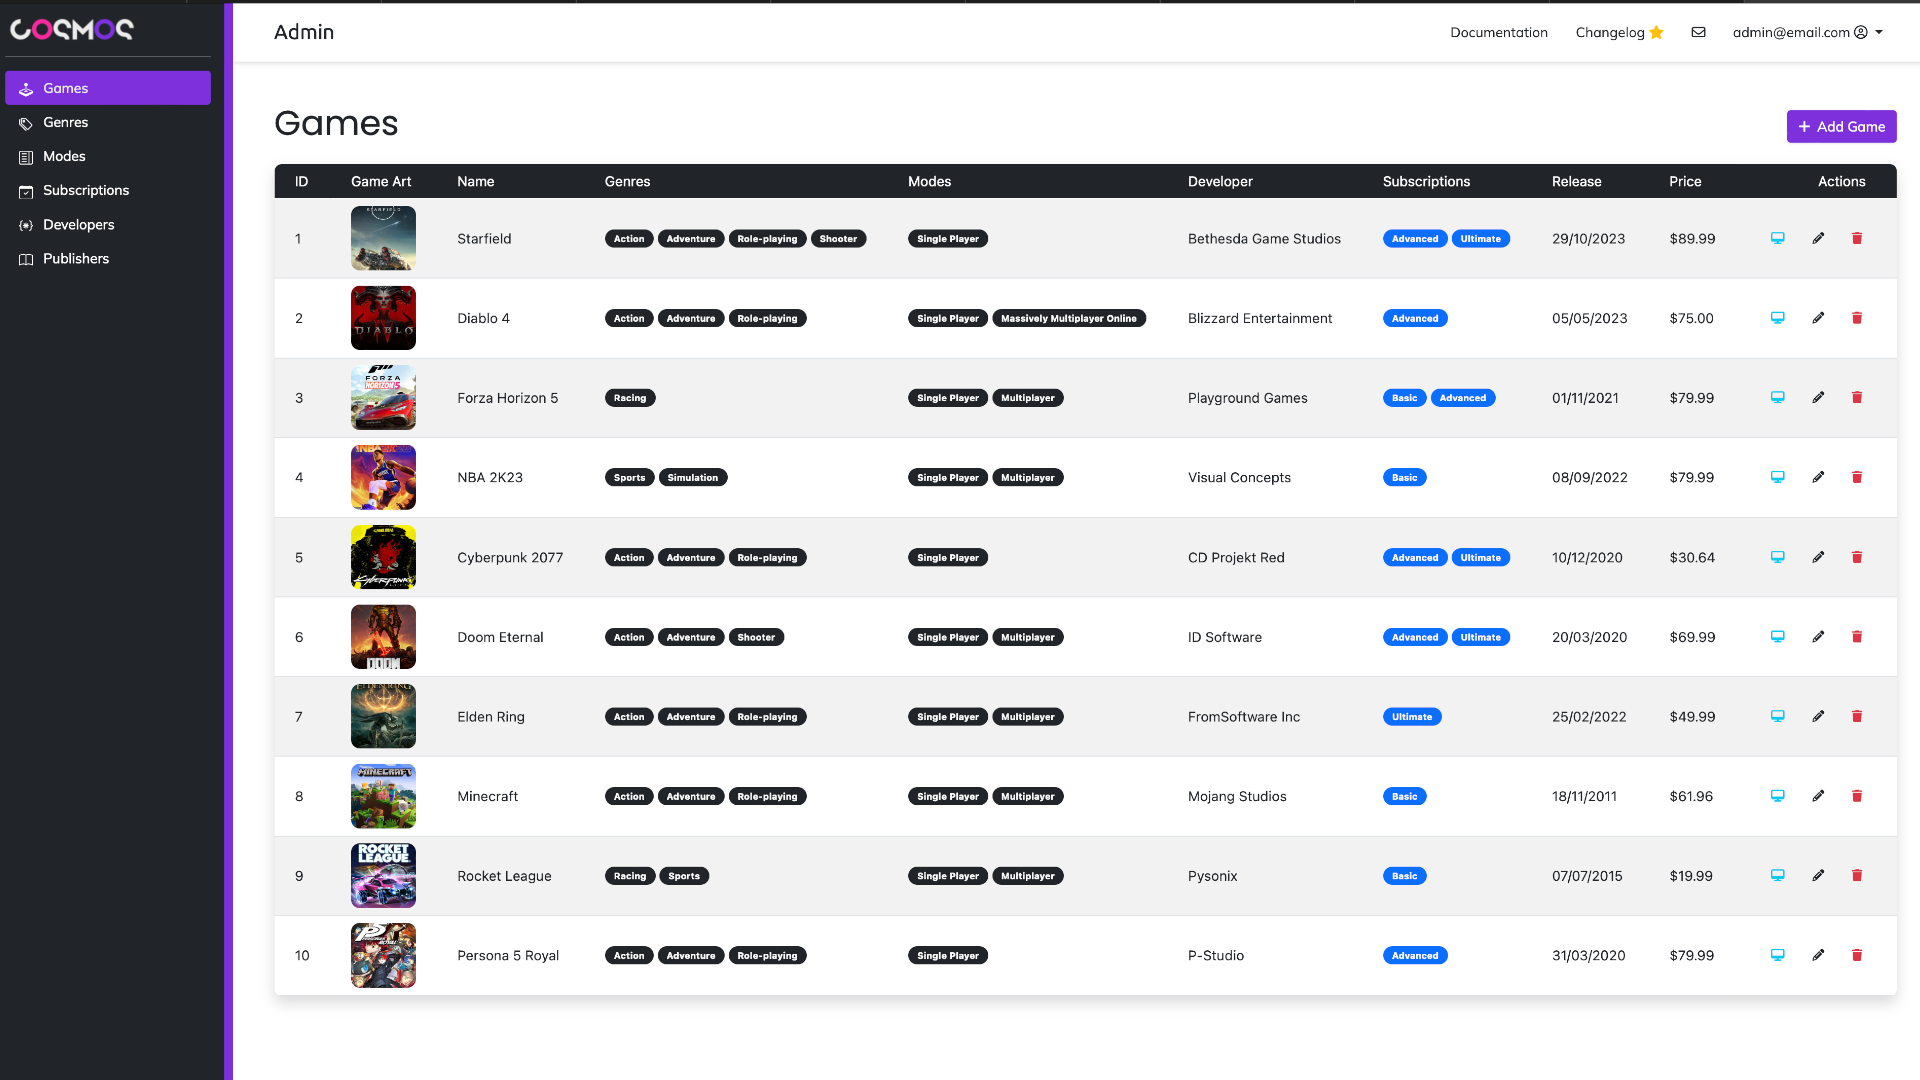 COSMOS
Admin
Documentation Changelog admin@email.com
Games
Genres
Modes
Subscriptions
Developers
Publishers
Games
+ Add Game
ID Game Art Name Genres Modes Developer Subscriptions Release Price Actions
STARFIELD
1 Starfield Action Adventure Role-playing Shooter Single Player Bethesda Game Studios Advanced Ultimate 29/10/2023 $89.99
DIABLO
2 Diablo 4 Action Adventure Role-playing Single Player Massively Multiplayer Online Blizzard Entertainment Advanced 05/05/2023 $75.00
FORZA
HORIZON 5
3 Forza Horizon 5 Racing Single Player Multiplayer Playground Games Basic Advanced 01/11/2021 $79.99
4 NBA 2K23 Sports Simulation Single Player Multiplayer Visual Concepts Basic 08/09/2022 $79.99
5 Cyberpunk 2077 Action Adventure Role-playing Single Player CD Projekt Red Advanced Ultimate 10/12/2020 $30.64
CYBERPUNK
6 Doom Eternal Action Adventure Shooter Single Player Multiplayer ID Software Advanced Ultimate 20/03/2020 $69.99
DOOM
7 Elden Ring Action Adventure Role-playing Single Player Multiplayer FromSoftware Inc Ultimate 25/02/2022 $49.99
MINECRAFT
8 Minecraft Action Adventure Role-playing Single Player Multiplayer Mojang Studios Basic 18/11/2011 $61.96
ROCKET
LEAGUE
9 Rocket League Racing Sports Single Player Multiplayer Pysonix Basic 07/07/2015 $19.99
P5
10 Persona 5 Royal Action Adventure Role-playing Single Player P-Studio Advanced 31/03/2020 $79.99